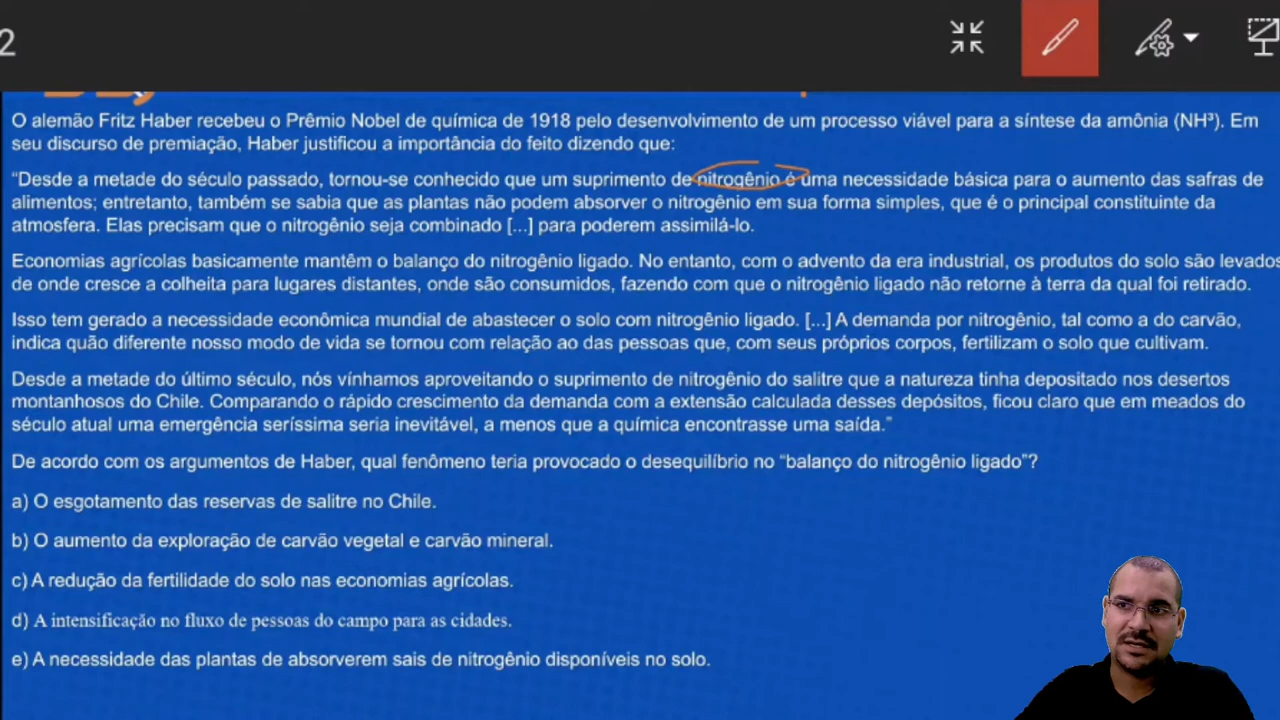 2
O alemão Fritz Haber recebeu o Prêmio Nobel de química de 1918 pelo desenvolvimento de um processo viável para a síntese da amônia (NH³). Em
seu discurso de premiação, Haber justificou a importância do feito dizendo que:
“Desde a metade do século passado, tornou-se conhecido que um suprimento de nitrogênio é uma necessidade básica para o aumento das safras de
alimentos; entretanto, também se sabia que as plantas não podem absorver o nitrogênio em sua forma simples, que é o principal constituinte da
atmosfera. Elas precisam que o nitrogênio seja combinado [...] para poderem assimilá-lo.
Economias agrícolas basicamente mantêm o balanço do nitrogênio ligado. No entanto, com o advento da era industrial, os produtos do solo são levados
de onde cresce a colheita para lugares distantes, onde são consumidos, fazendo com que o nitrogênio ligado não retorne à terra da qual foi retirado.
Isso tem gerado a necessidade econômica mundial de abastecer o solo com nitrogênio ligado. [...] A demanda por nitrogênio, tal como a do carvão,
indica quão diferente nosso modo de vida se tornou com relação ao das pessoas que, com seus próprios corpos, fertilizam o solo que cultivam.
Desde a metade do último século, nós vínhamos aproveitando o suprimento de nitrogênio do salitre que a natureza tinha depositado nos desertos
montanhosos do Chile. Comparando o rápido crescimento da demanda com a extensão calculada desses depósitos, ficou claro que em meados do
século atual uma emergência seríssima seria inevitável, a menos que a química encontrasse uma saída.”
De acordo com os argumentos de Haber, qual fenômeno teria provocado o desequilíbrio no “balanço do nitrogênio ligado”?
a) O esgotamento das reservas de salitre no Chile.
b) O aumento da exploração de carvão vegetal e carvão mineral.
c) A redução da fertilidade do solo nas economias agrícolas.
d) A intensificação no fluxo de pessoas do campo para as cidades.
e) A necessidade das plantas de absorverem sais de nitrogênio disponíveis no solo.